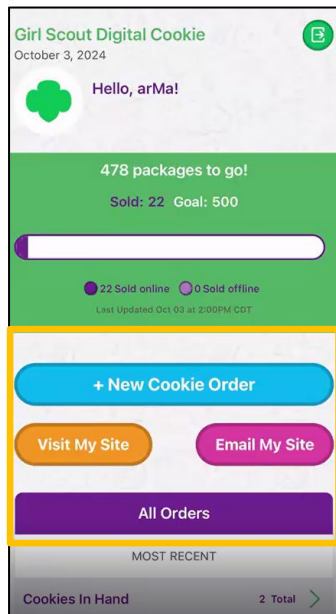 Girl Scout Digital Cookie
October 3, 2024
Hello, arMa!
478 packages to go!
Sold: 22 Goal: 500
22 Sold online 0 Sold offline
Last Updated Oct 03 at 2:00PM CDT
+ New Cookie Order
Visit My Site Email My Site
All Orders
MOST RECENT
Cookies In Hand 2 Total